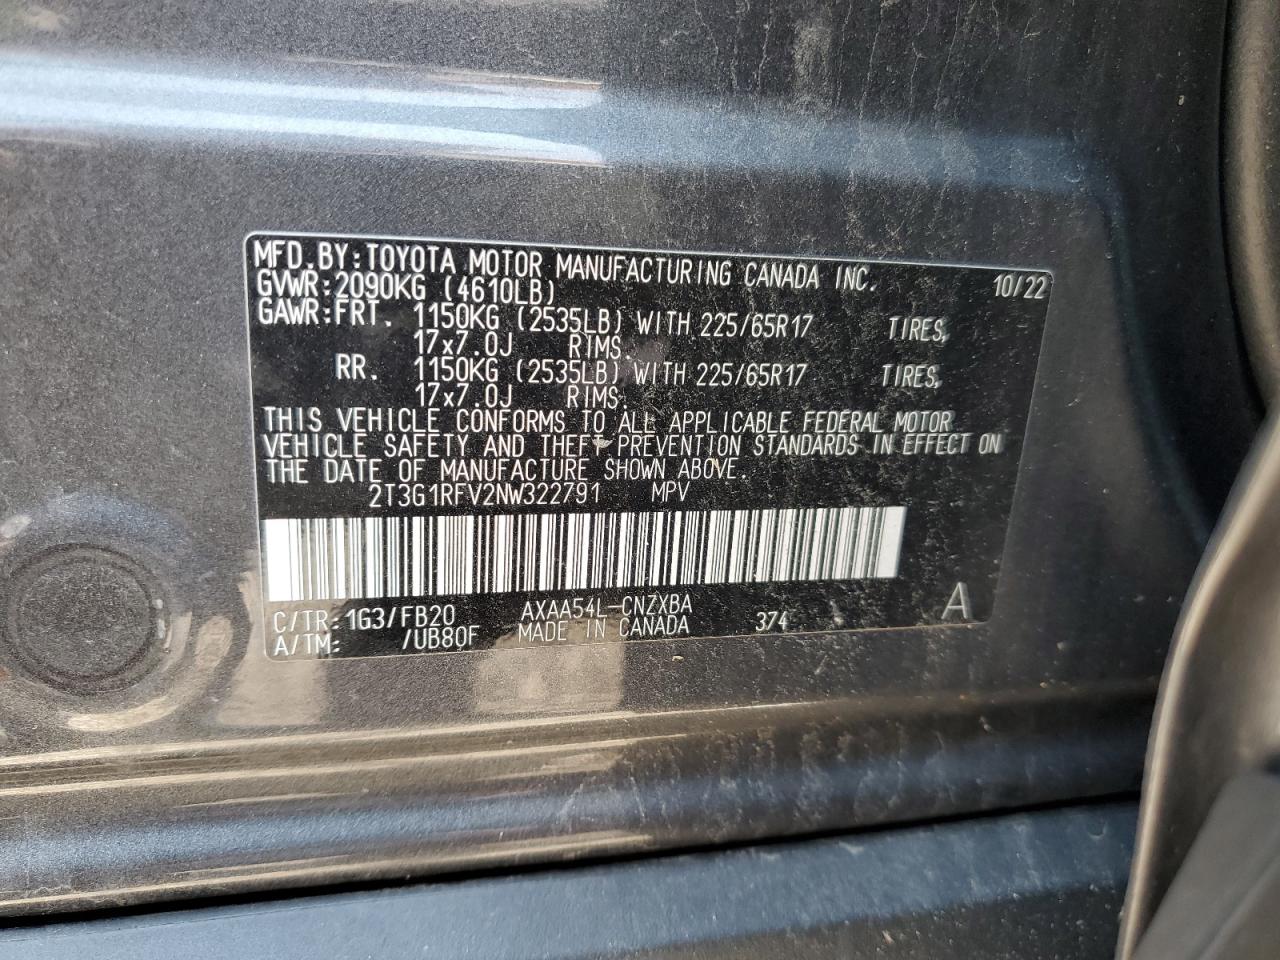 MFD.BY:TOYOTA MOTOR MANUFACTURING CANADA INC. 10/22
GVWR:2090KG (4610LB)
GAWR:FRT. 1150KG (2535LB) WITH 225/65R17 TIRES,
17x7.0J RIMS.
RR. 1150KG (2535LB) WITH 225/65R17 TIRES,
17x7.0J RIMS.
THIS VEHICLE CONFORMS TO ALL APPLICABLE FEDERAL MOTOR
VEHICLE SAFETY AND THEFT PREVENTION STANDARDS IN EFFECT ON
THE DATE OF MANUFACTURE SHOWN ABOVE.
2T3G1RFV2NW322791 MPV
C/TR:1G3/FB20 AXAA54L-CNZXBA A
A/TM: /UB80F MADE IN CANADA 374